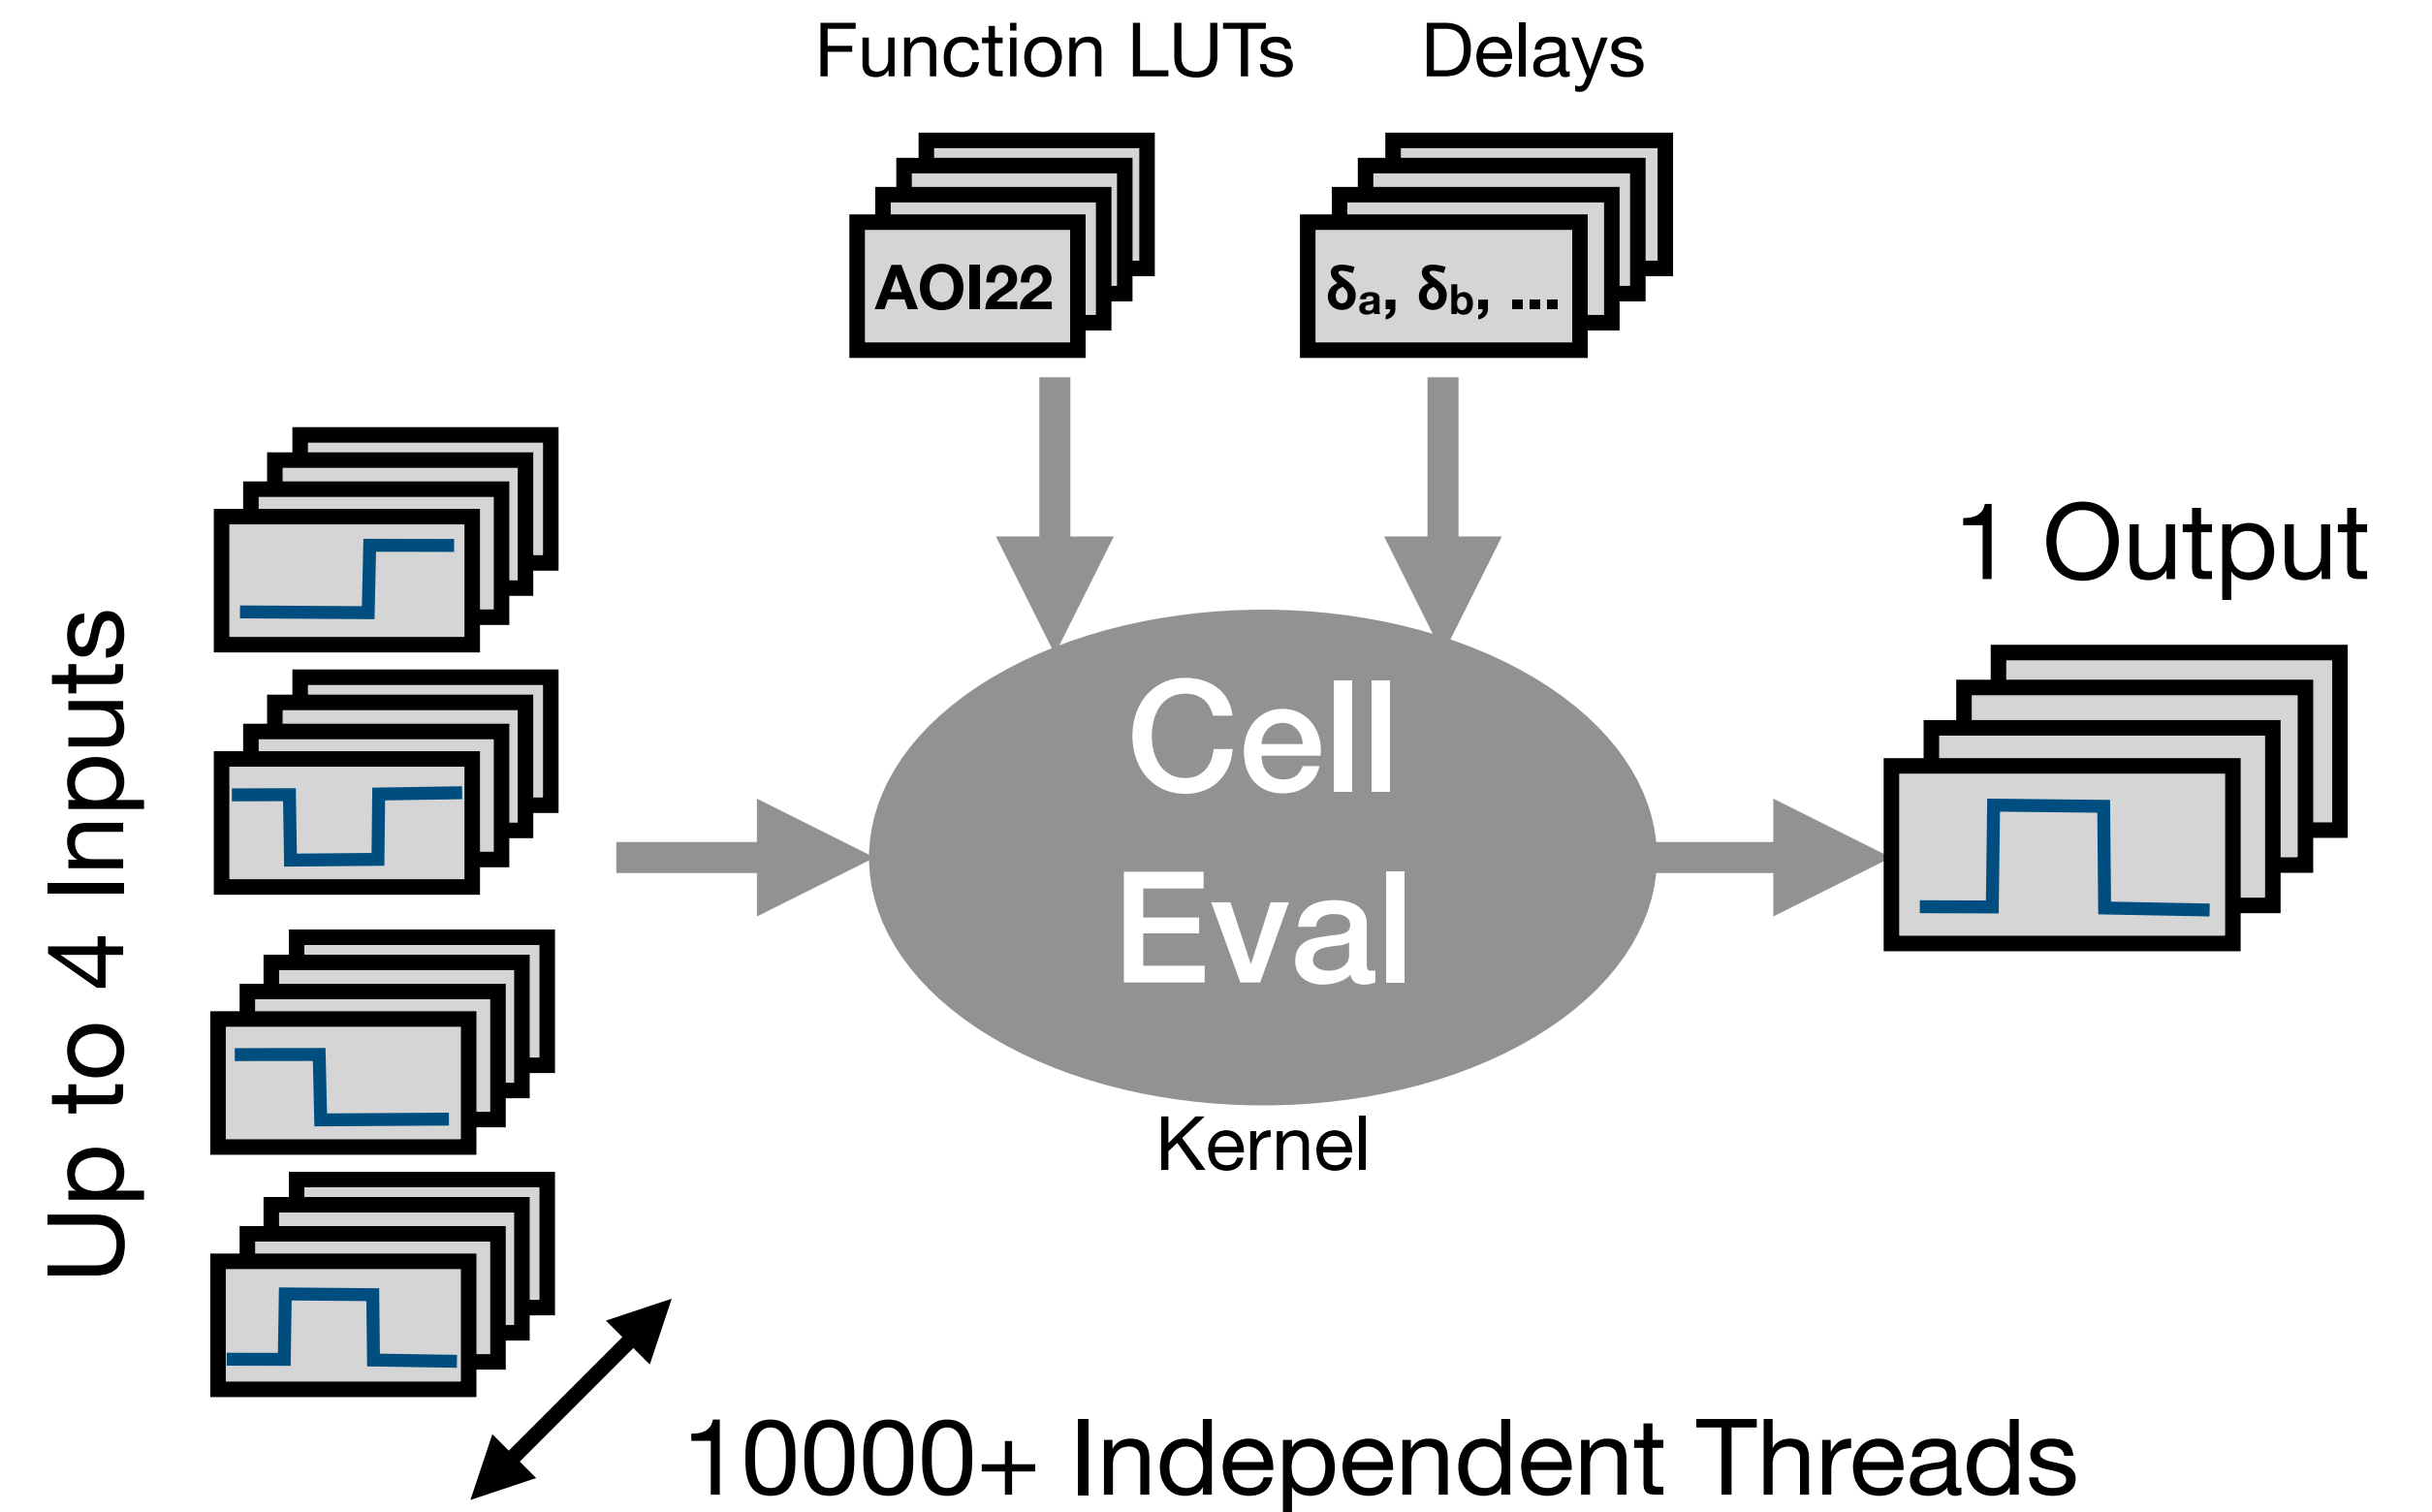 Function LUTs
Delays
AOI22
δa, δb, ...
Up to 4 Inputs
1 Output
Cell
Eval
Kernel
10000+ Independent Threads